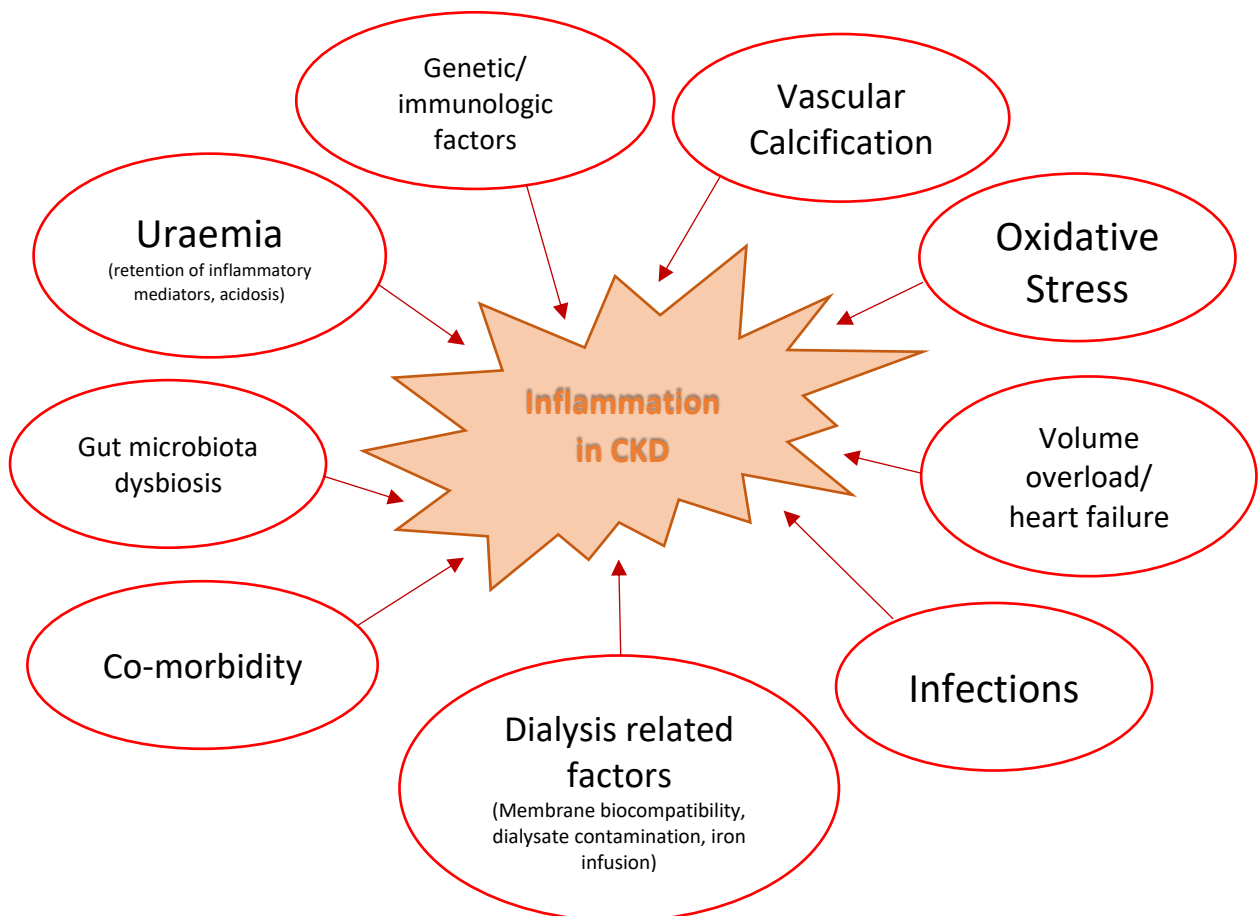 Genetic/
immunologic
factors
Vascular
Calcification
Uraemia
(retention of inflammatory
mediators, acidosis)
Oxidative
Stress
Inflammation
in CKD
Gut microbiota
dysbiosis
Volume
overload/
heart failure
Co-morbidity
Infections
Dialysis related
factors
(Membrane biocompatibility,
dialysate contamination, iron
infusion)